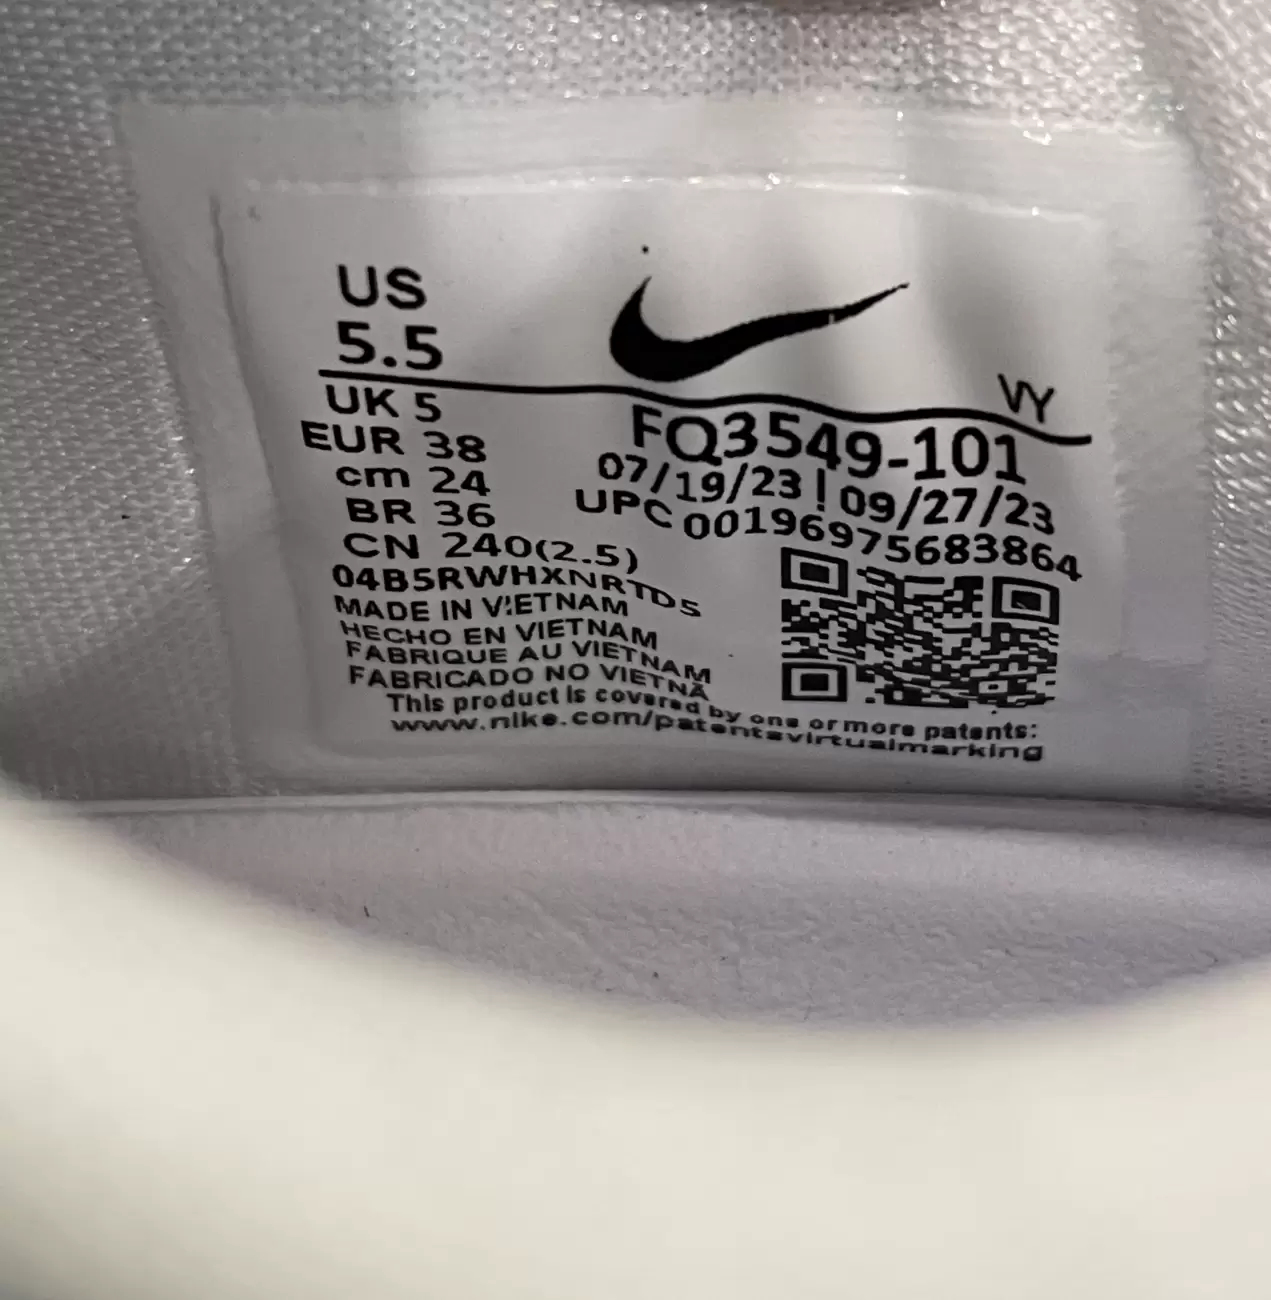 US
5.5
UK 5
EUR 38
cm 24
BR 36
CN 240(2.5)
04B5RWHXNRTDS
MADE IN VIETNAM
HECHO EN VIETNAM
FABRIQUE AU VIETNAM
FABRICADO NO VIETNÃ
VY
FQ3549-101
07/19/23 | 09/27/23
UPC 00196975683864
This product is covered by one or more patents:
www.nike.com/patentsvirtualmarking